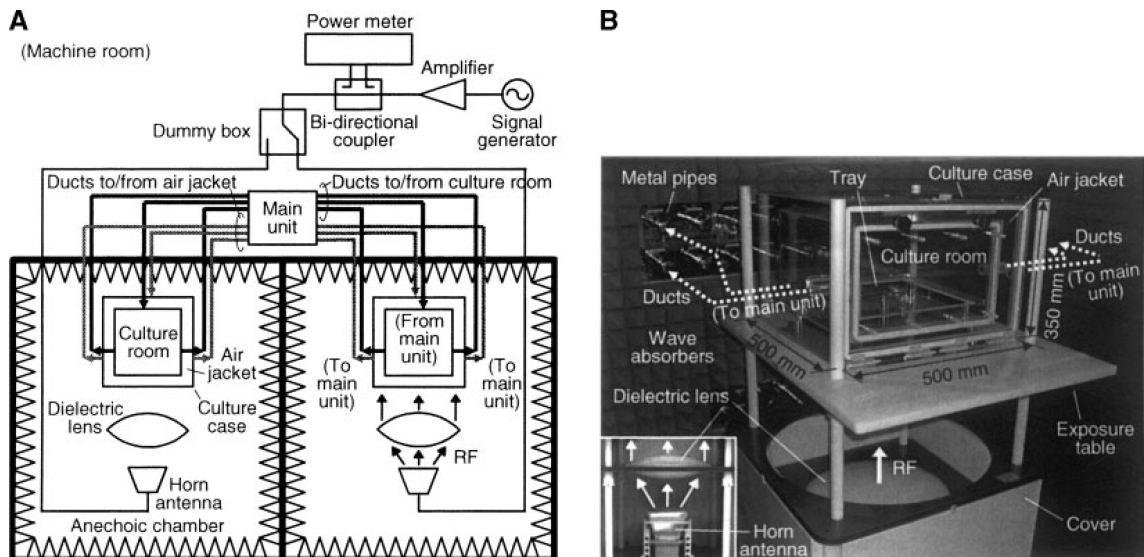 A
(Machine room)
Power meter
Amplifier
Bi-directional
coupler
Signal
generator
Dummy box
Ducts to/from air jacket
Ducts to/from culture room
Main
unit
Culture
room
Air
jacket
Culture
case
Dielectric
lens
Horn
antenna
Anechoic chamber
(From
main unit)
(To
main
unit)
(To
main
unit)
RF
B
Metal pipes
Tray
Culture case
Air jacket
Culture room
Ducts
(To main
unit)
Ducts
(To main unit)
350 mm
Wave
absorbers
500 mm
500 mm
Dielectric lens
Exposure
table
RF
Horn
antenna
Cover